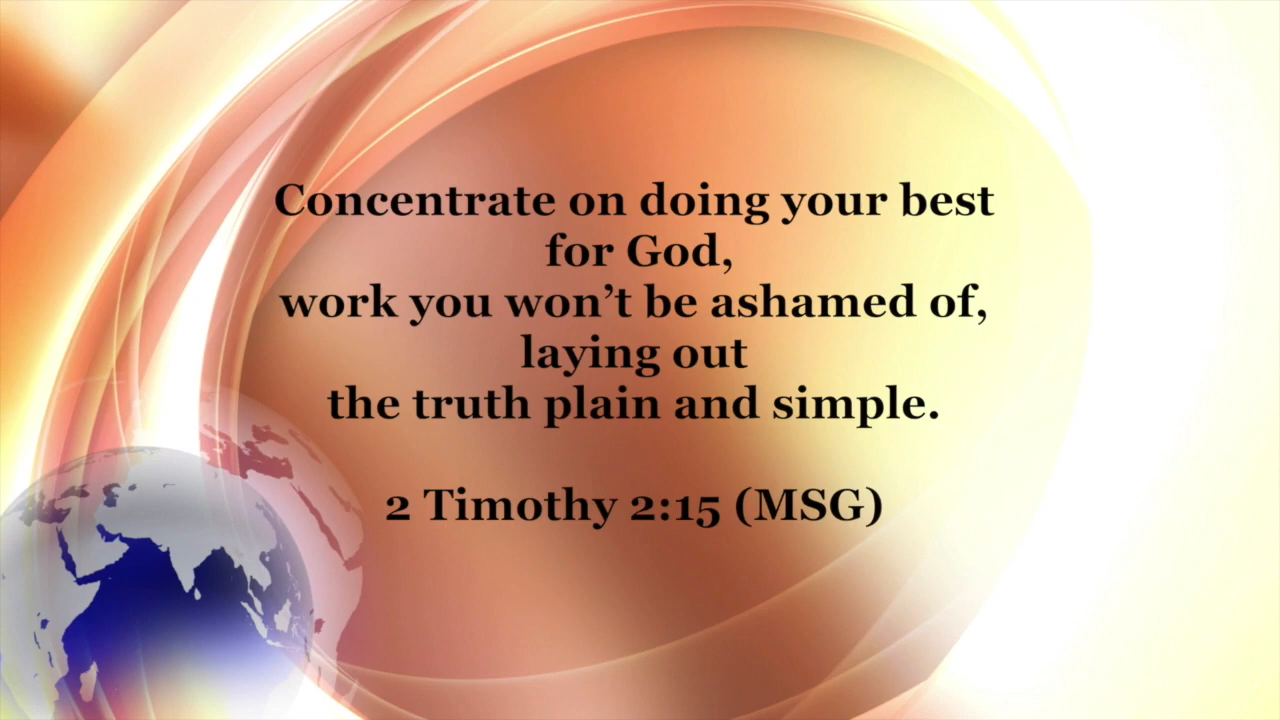 Concentrate on doing your best
for God,
work you won’t be ashamed of,
laying out
the truth plain and simple.
2 Timothy 2:15 (MSG)